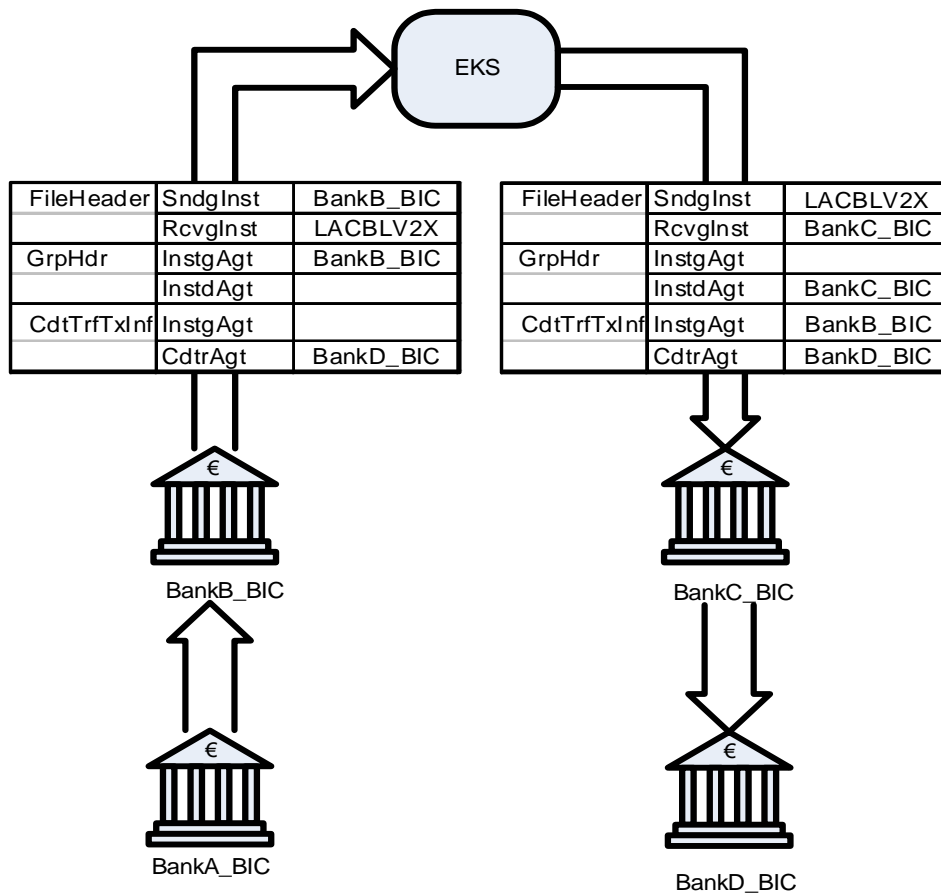 EKS
FileHeader SndgInst BankB_BIC
RcvgInst LACBLV2X
GrpHdr InstgAgt BankB_BIC
InstdAgt
CdtTrfTxInf InstgAgt
CdtrAgt BankD_BIC
FileHeader SndgInst LACBLV2X
RcvgInst BankC_BIC
GrpHdr InstgAgt
InstdAgt BankC_BIC
CdtTrfTxInf InstgAgt BankB_BIC
CdtrAgt BankD_BIC
€
BankB_BIC
€
BankC_BIC
€
BankA_BIC
€
BankD_BIC